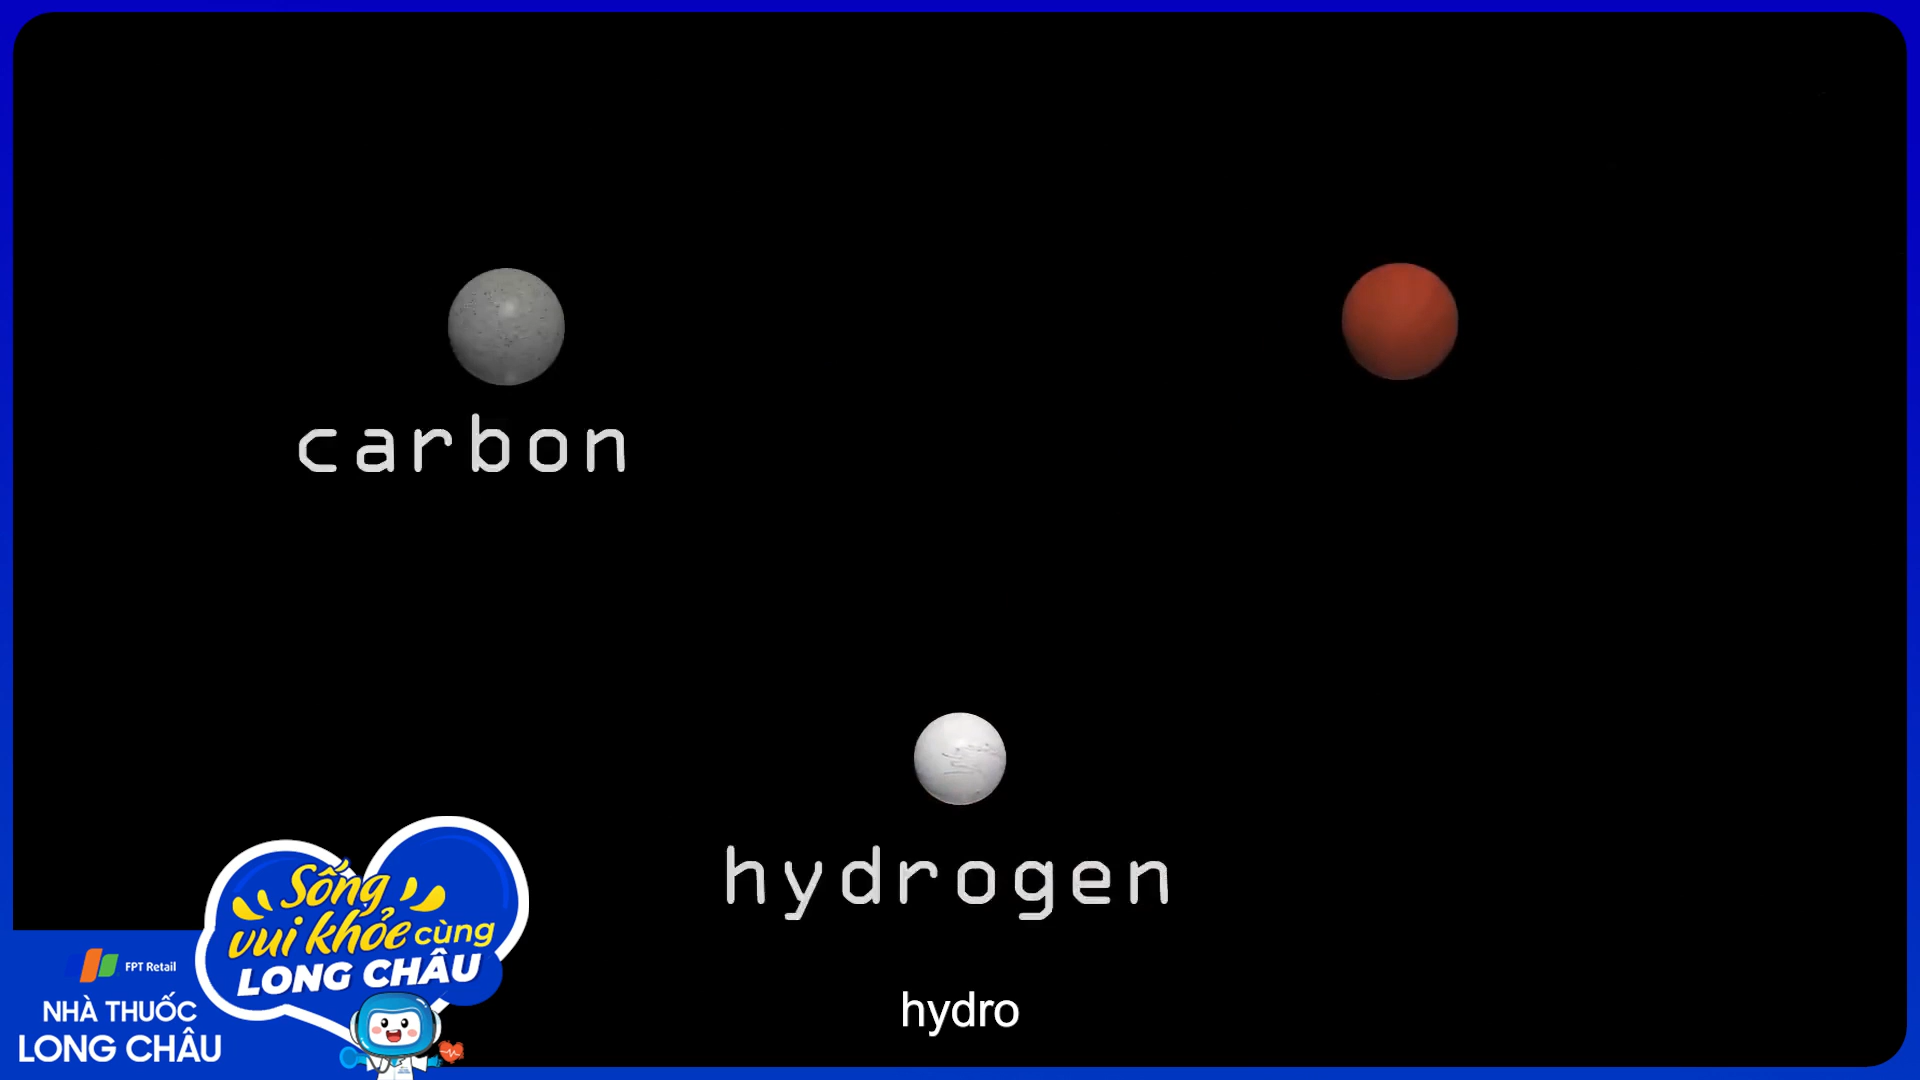 carbon
hydrogen
Sống
vui khỏe cùng
LONG CHÂU
FPT Retail
NHÀ THUỐC
LONG CHÂU
hydro